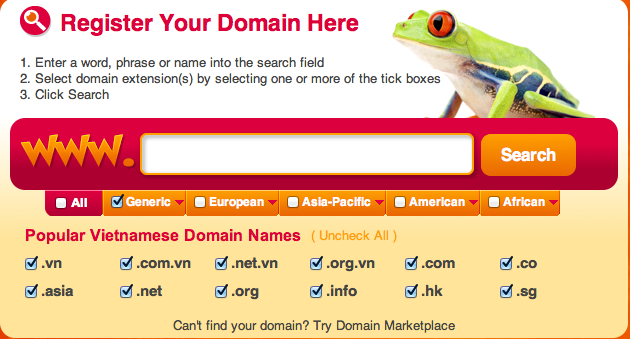 Register Your Domain Here
1. Enter a word, phrase or name into the search field
2. Select domain extension(s) by selecting one or more of the tick boxes
3. Click Search
WWW.
Search
All Generic European Asia-Pacific American African
Popular Vietnamese Domain Names ( Uncheck All )
.vn .com.vn .net.vn .org.vn .com .co
.asia .net .org .info .hk .sg
Can't find your domain? Try Domain Marketplace